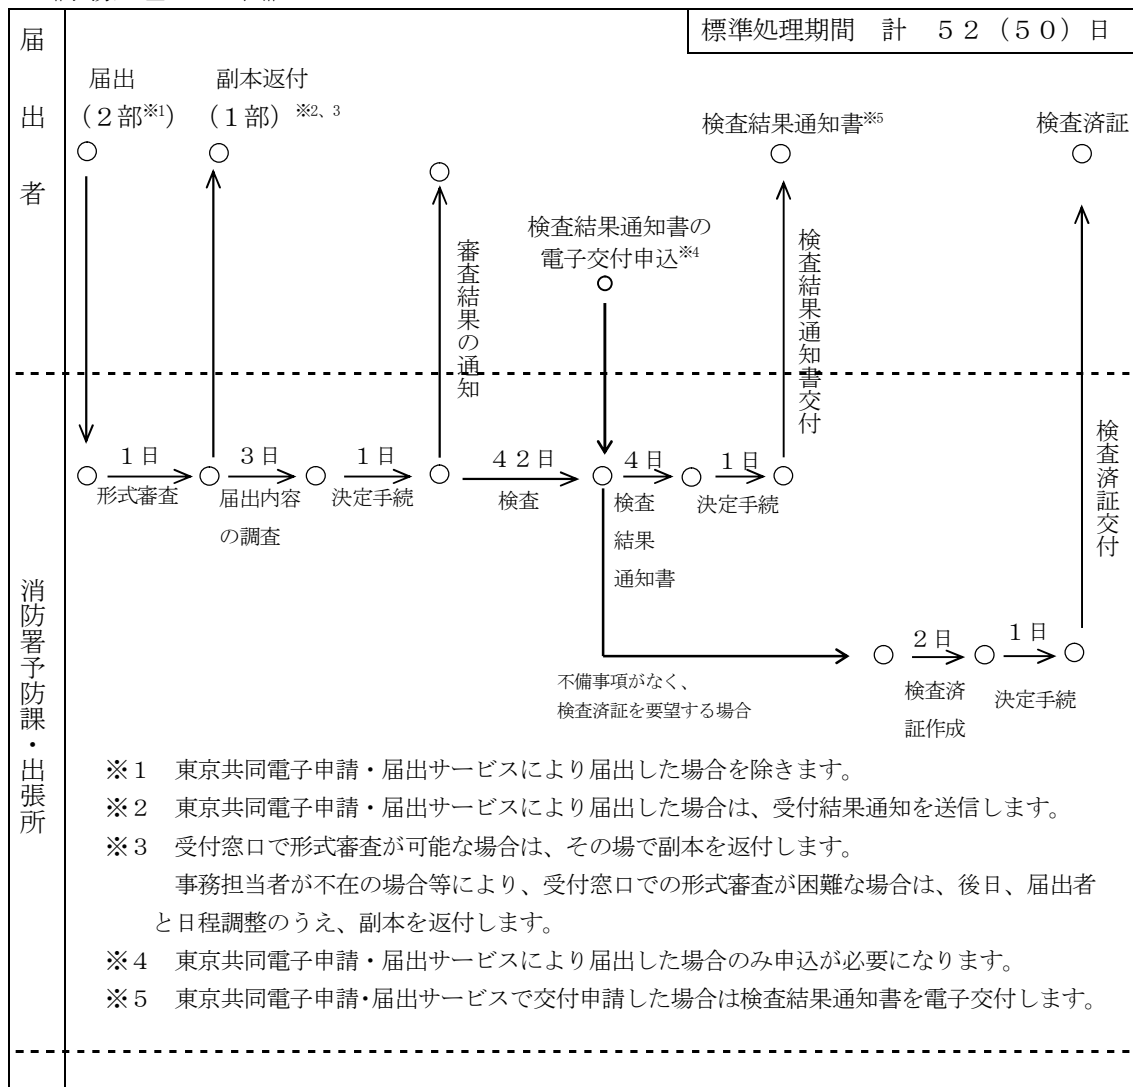 届出者
標準処理期間　計　５２（５０）日
届出
（２部※1）
副本返付
（１部）※2、3
検査結果通知書※5
検査済証
検査結果通知書の
電子交付申込※4
審査結果の通知
検査結果通知書交付
検査済証交付
１日
形式審査
３日
届出内容
の調査
１日
決定手続
４２日
検査
４日
検査
結果
通知書
１日
決定手続
不備事項がなく、
検査済証を要望する場合
２日
検査済
証作成
１日
決定手続
消防署予防課・出張所
※１　東京共同電子申請・届出サービスにより届出した場合を除きます。
※２　東京共同電子申請・届出サービスにより届出した場合は、受付結果通知を送信します。
※３　受付窓口で形式審査が可能な場合は、その場で副本を返付します。
事務担当者が不在の場合等により、受付窓口での形式審査が困難な場合は、後日、届出者
と日程調整のうえ、副本を返付します。
※４　東京共同電子申請・届出サービスにより届出した場合のみ申込が必要になります。
※５　東京共同電子申請・届出サービスで交付申請した場合は検査結果通知書を電子交付します。